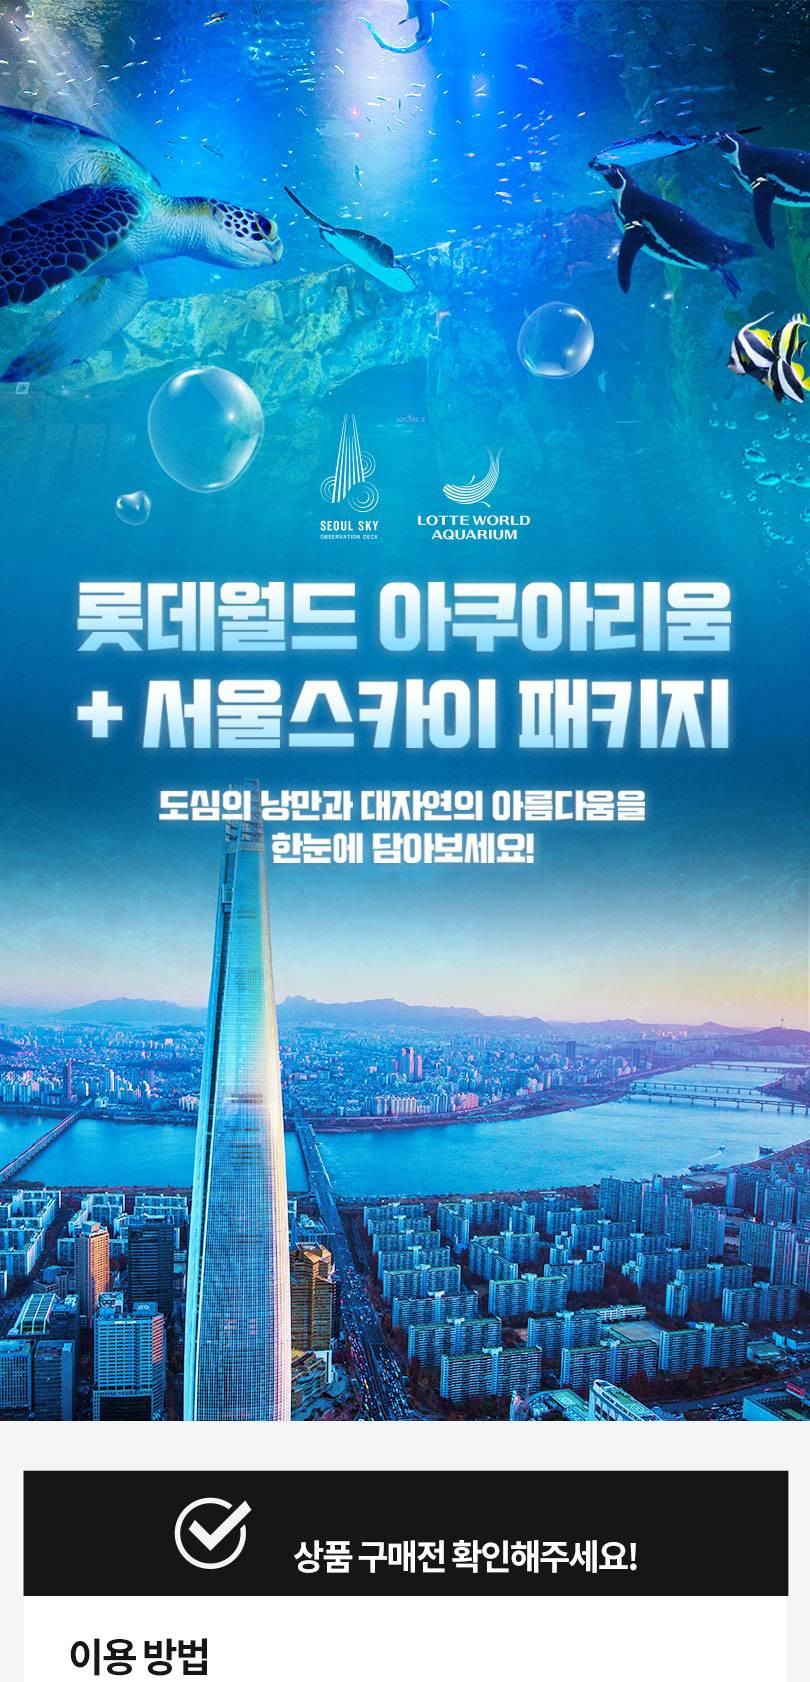 SEOUL SKY
OBSERVATION DECK
LOTTE WORLD
AQUARIUM
롯데월드 아쿠아리움
+ 서울스카이 패키지
도심의 낭만과 대자연의 아름다움을
한눈에 담아보세요!
상품 구매전 확인해주세요!
이용 방법